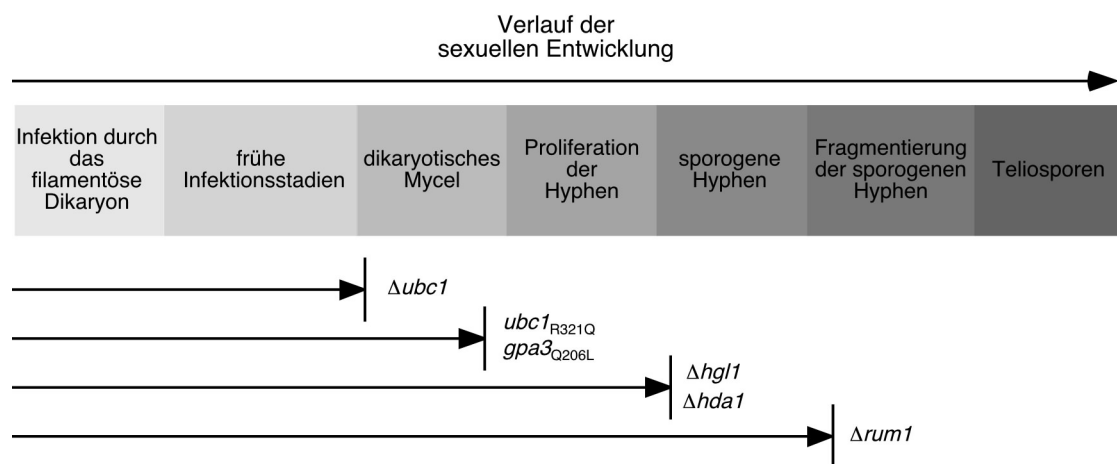 Verlauf der
sexuellen Entwicklung
Infektion durch
das
filamentöse
Dikaryon
frühe
Infektionsstadien
dikaryotisches
Mycel
Proliferation
der
Hyphen
sporogene
Hyphen
Fragmentierung
der sporogenen
Hyphen
Teliosporen
Δubc1
ubc1R321Q
gpa3Q206L
Δhgl1
Δhda1
Δrum1